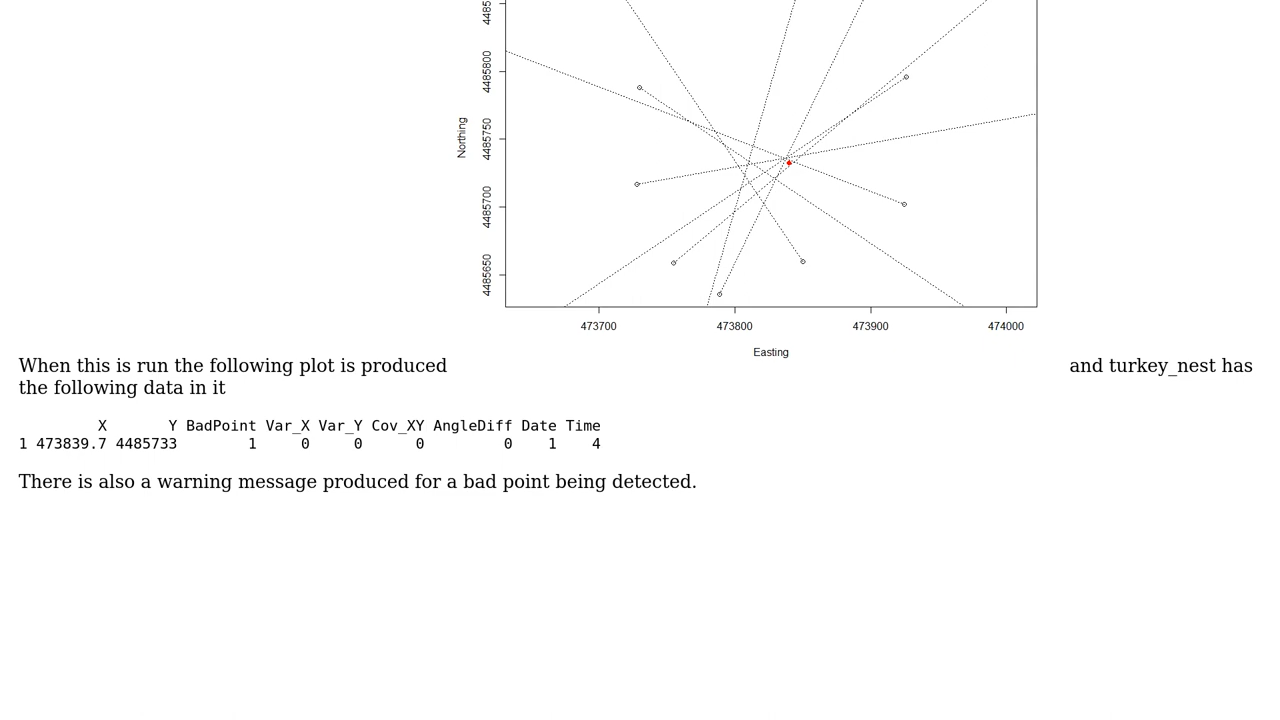 4485
4485800
4485750
4485700
4485650
Northing
473700 473800 473900 474000
Easting
When this is run the following plot is produced and turkey_nest has
the following data in it
X Y BadPoint Var_X Var_Y Cov_XY AngleDiff Date Time
1 473839.7 4485733 1 0 0 0 0 1 4
There is also a warning message produced for a bad point being detected.